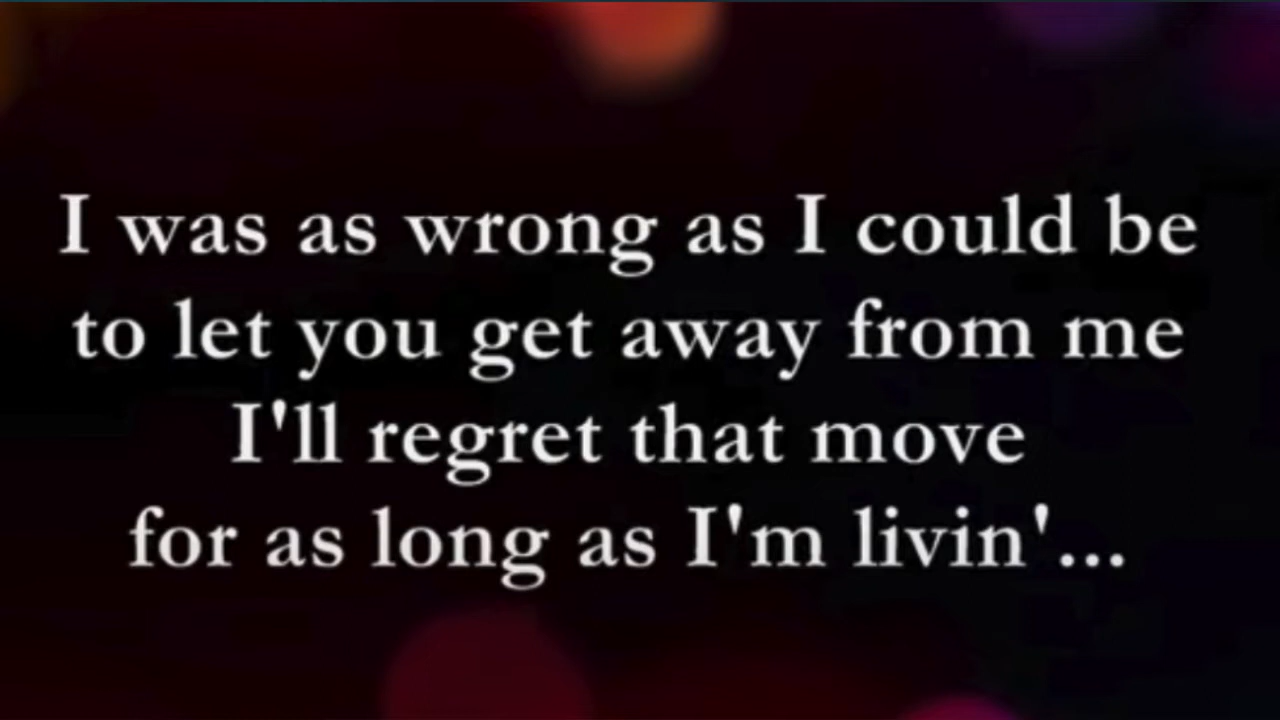 I was as wrong as I could be
to let you get away from me
I'll regret that move
for as long as I'm livin'...